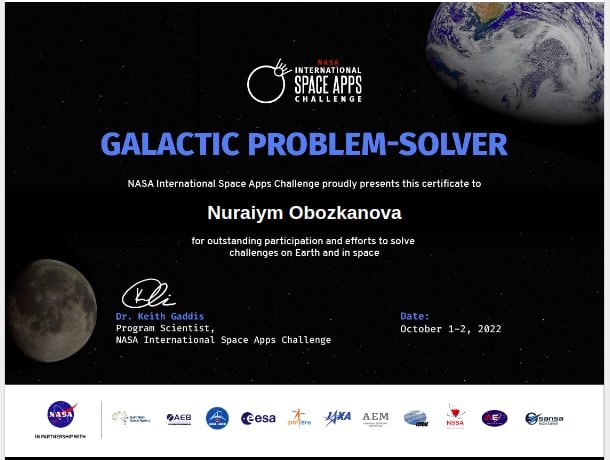 NASA
INTERNATIONAL
SPACE APPS
CHALLENGE
GALACTIC PROBLEM-SOLVER
NASA International Space Apps Challenge proudly presents this certificate to
Nuraiym Obozkanova
for outstanding participation and efforts to solve
challenges on Earth and in space
Dr. Keith Gaddis
Program Scientist,
NASA International Space Apps Challenge
Date:
October 1-2, 2022
NASA
IN PARTNERSHIP WITH
AEB
esa
JAXA
AEM
NSSA
sansa